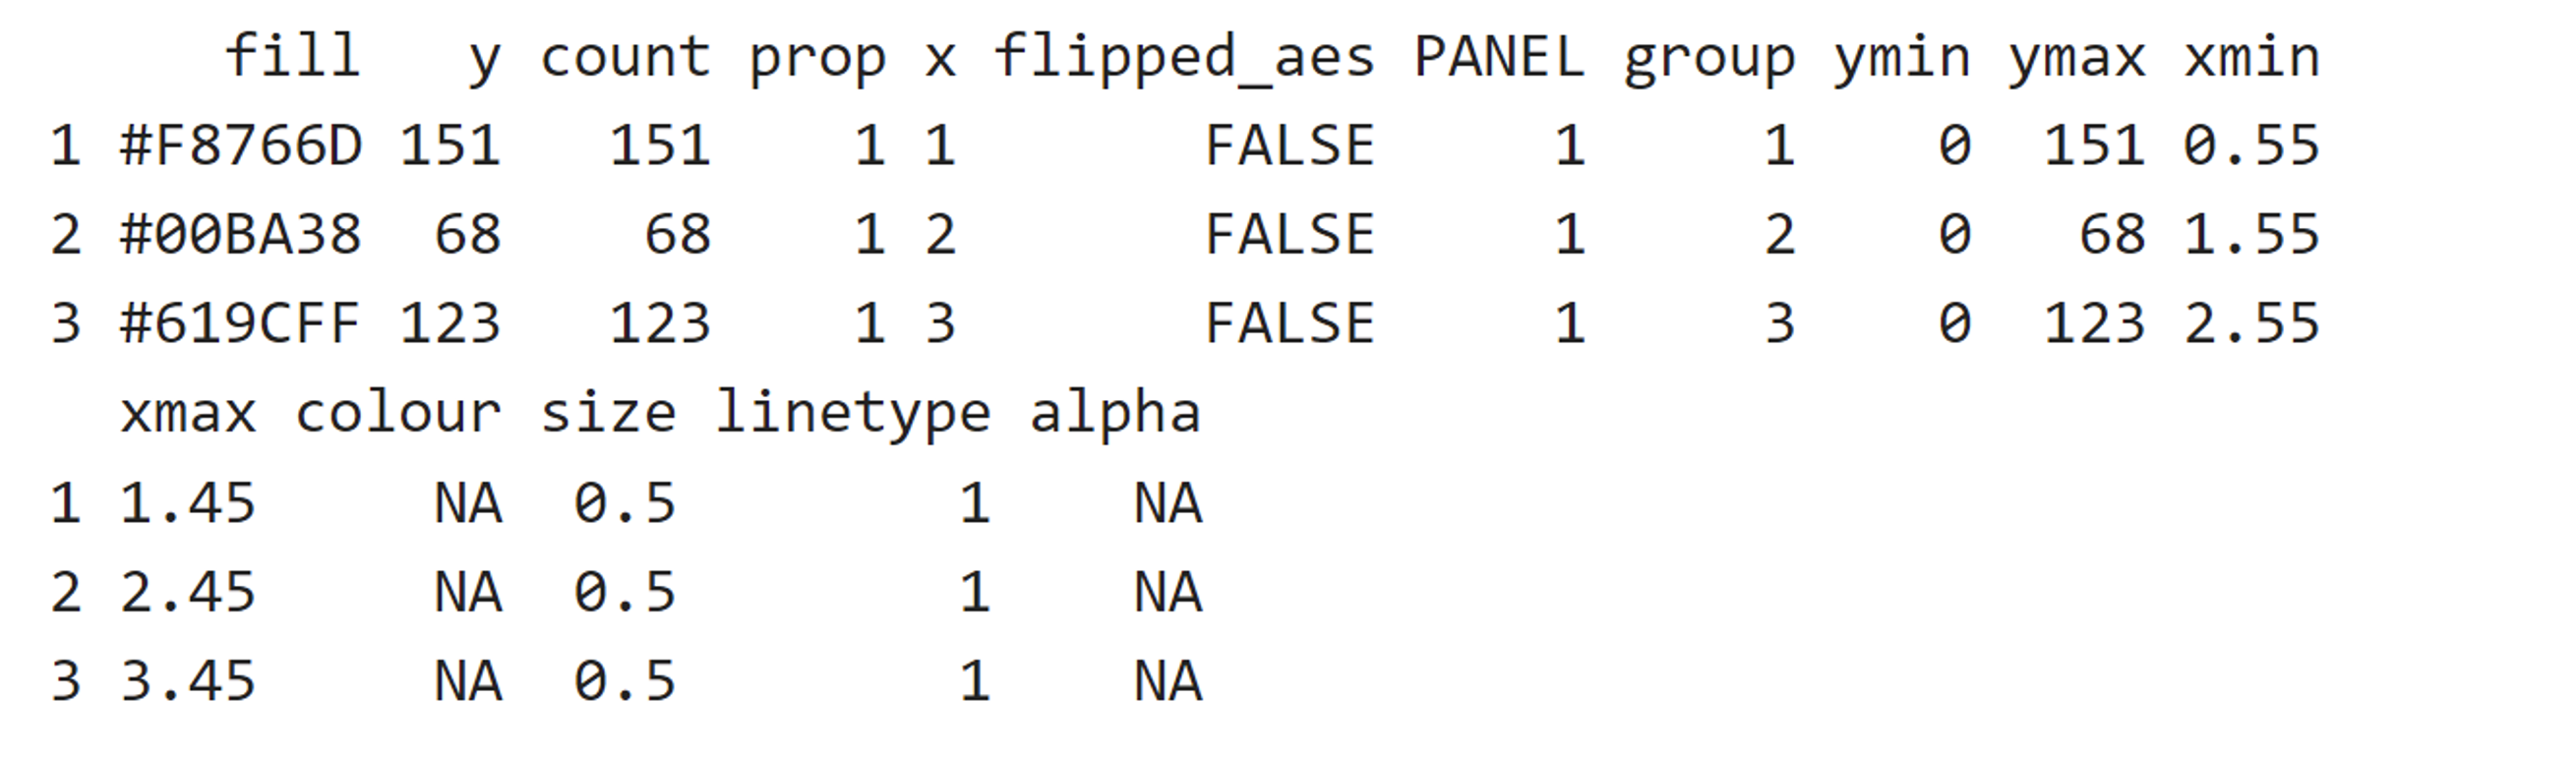 fill y count prop x flipped_aes PANEL group ymin ymax xmin
1 #F8766D 151 151 1 1 FALSE 1 1 0 151 0.55
2 #00BA38 68 68 1 2 FALSE 1 2 0 68 1.55
3 #619CFF 123 123 1 3 FALSE 1 3 0 123 2.55
xmax colour size linetype alpha
1 1.45 NA 0.5 1 NA
2 2.45 NA 0.5 1 NA
3 3.45 NA 0.5 1 NA